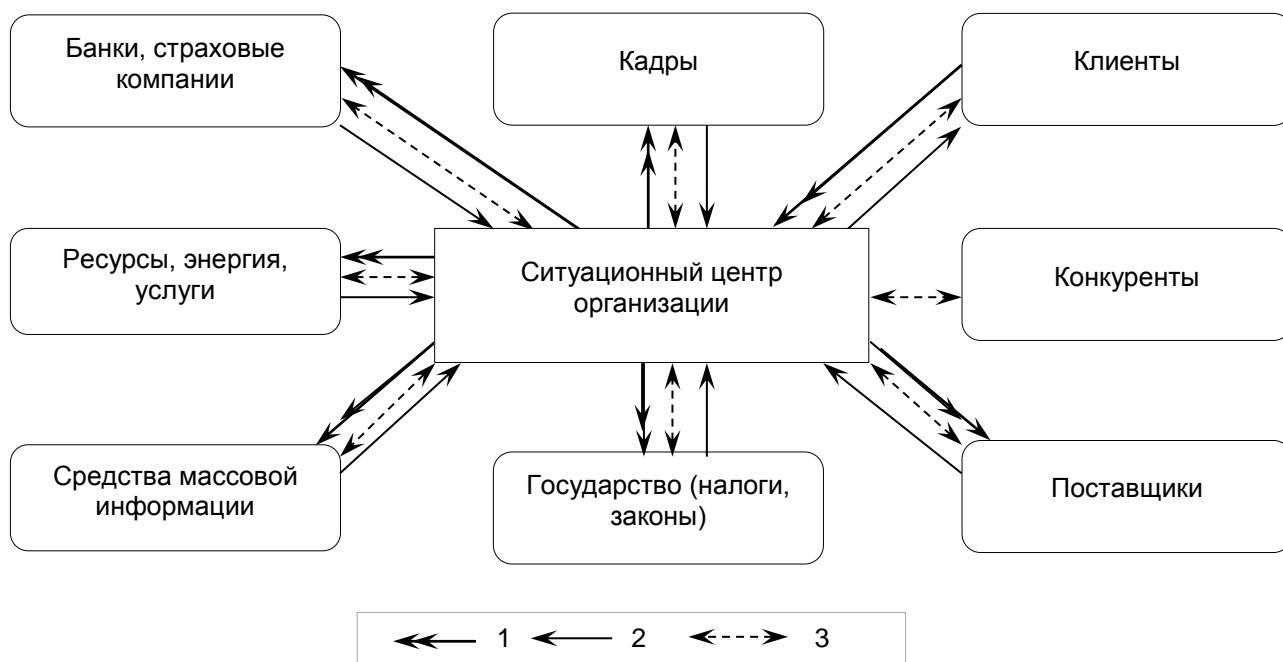 Банки, страховые
компании
Кадры
Клиенты
Ресурсы, энергия,
услуги
Ситуационный центр
организации
Конкуренты
Средства массовой
информации
Государство (налоги,
законы)
Поставщики
1 2 3